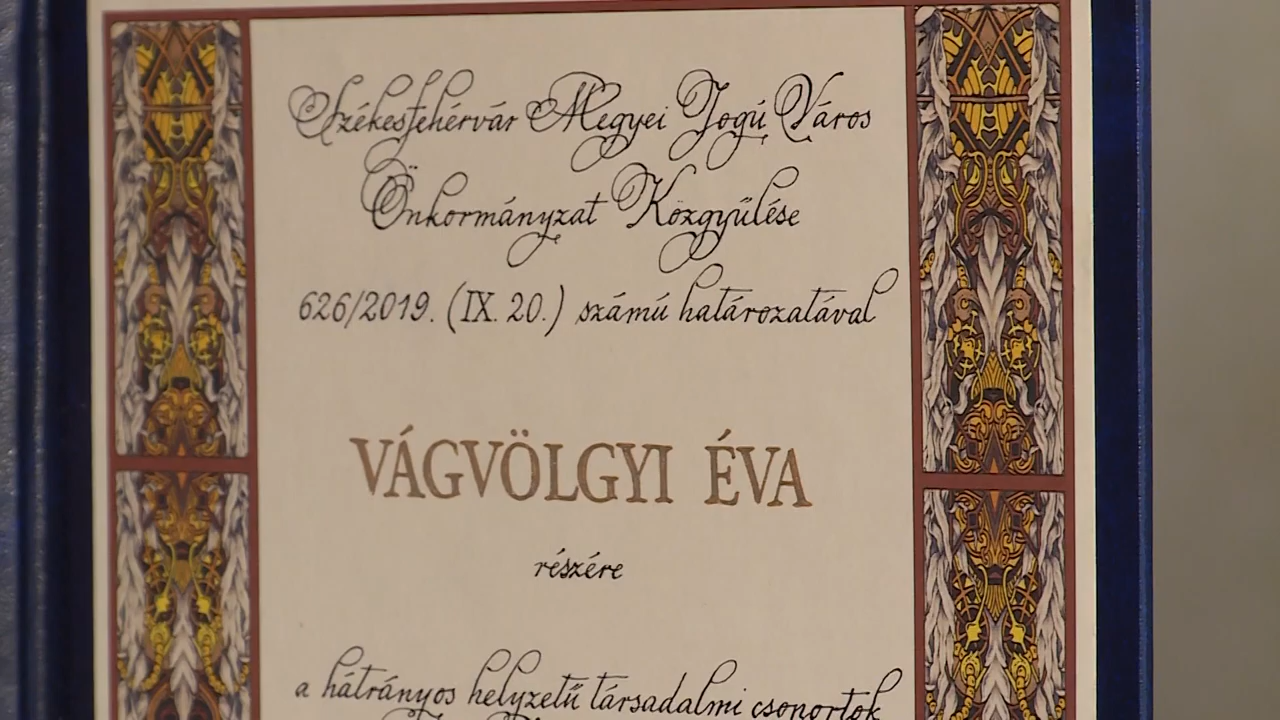 Székesfehérvár Megyei Jogú Város
Önkormányzat Közgyűlése
626/2019. (IX. 20.) számú határozatával
VÁGVÖLGYI ÉVA
részére
a hátrányos helyzetű társadalmi csoportok